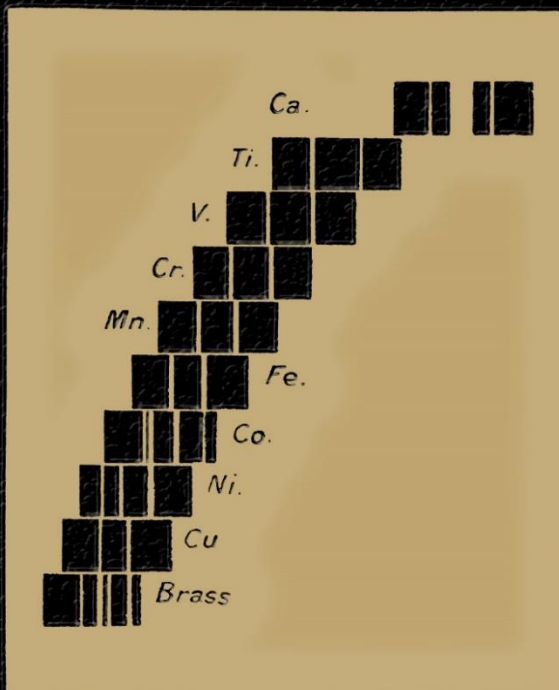 Ca.
Ti.
V.
Cr.
Mn.
Fe.
Co.
Ni.
Cu
Brass